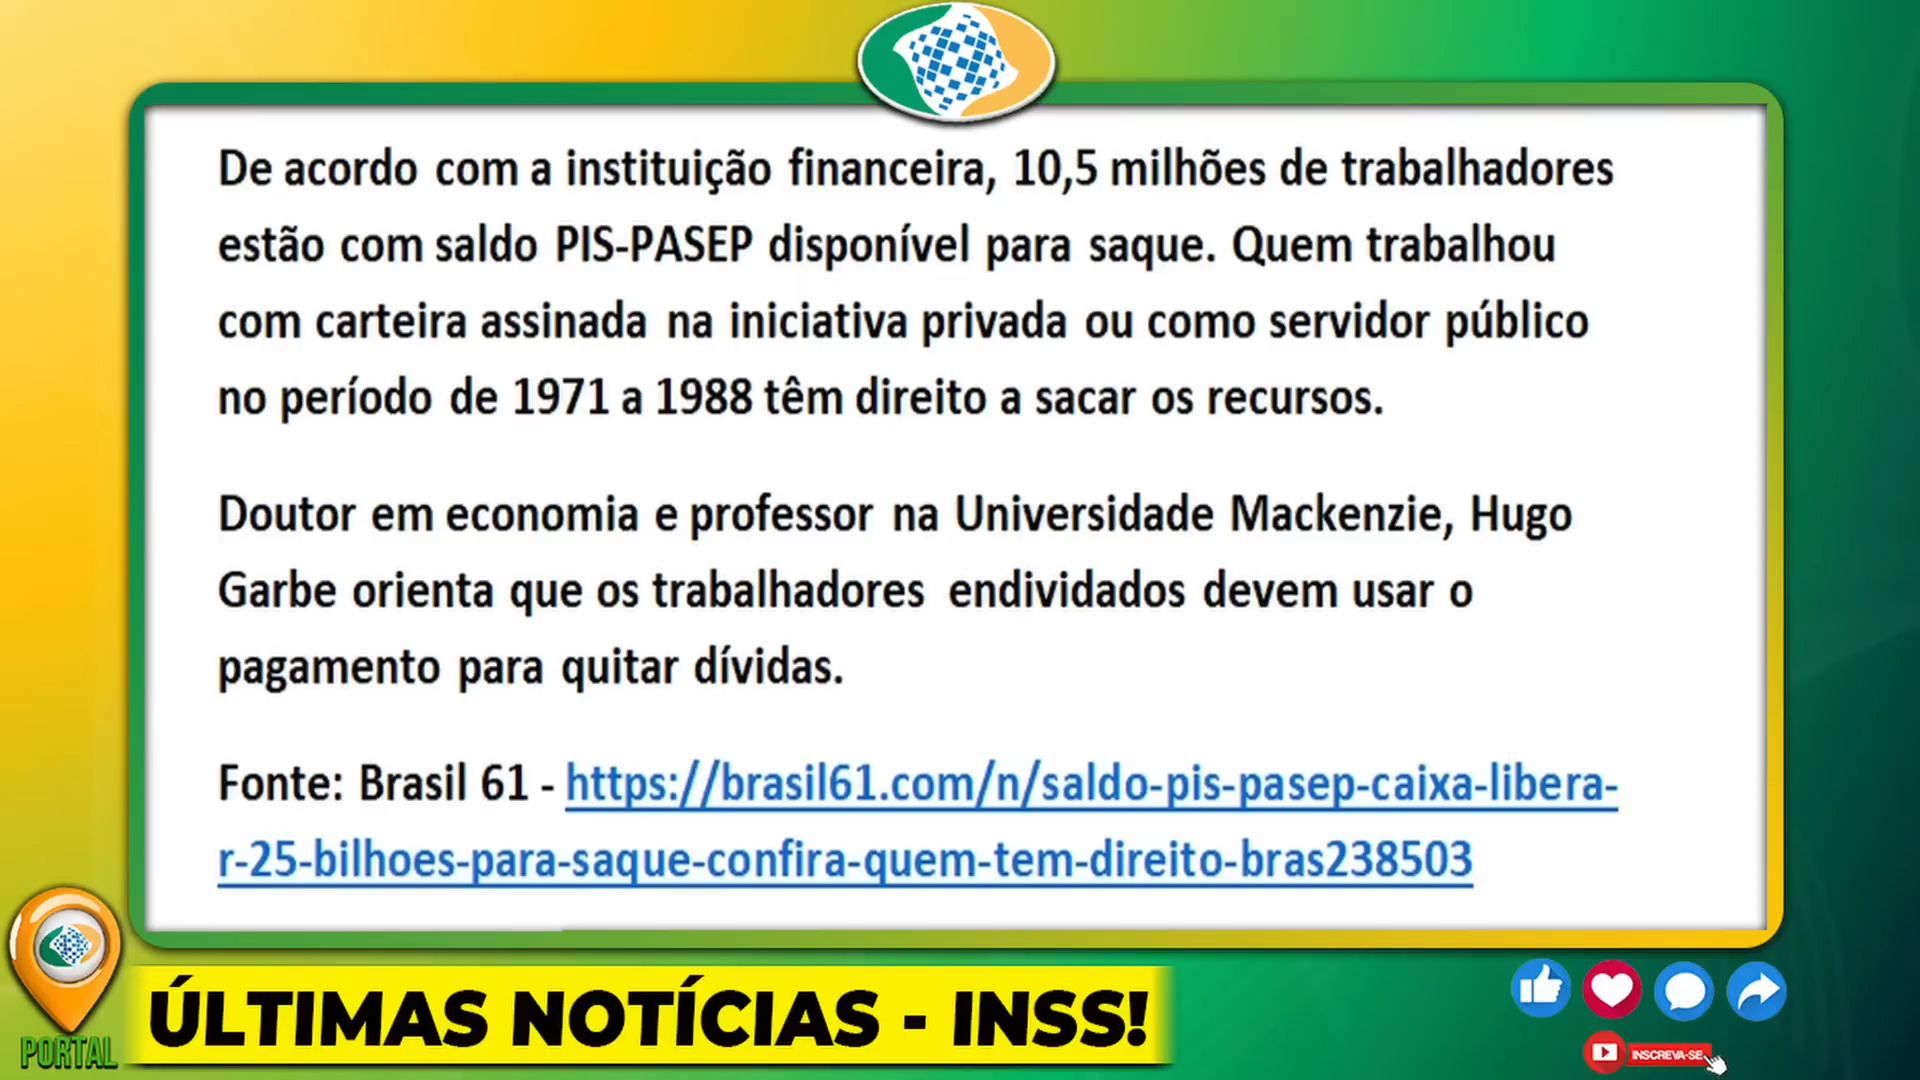 De acordo com a instituição financeira, 10,5 milhões de trabalhadores
estão com saldo PIS-PASEP disponível para saque. Quem trabalhou
com carteira assinada na iniciativa privada ou como servidor público
no período de 1971 a 1988 têm direito a sacar os recursos.
Doutor em economia e professor na Universidade Mackenzie, Hugo
Garbe orienta que os trabalhadores endividados devem usar o
pagamento para quitar dívidas.
Fonte: Brasil 61 - https://brasil61.com/n/saldo-pis-pasep-caixa-libera-
r-25-bilhoes-para-saque-confira-quem-tem-direito-bras238503
ÚLTIMAS NOTÍCIAS - INSS!
PORTAL
INSCREVA-SE